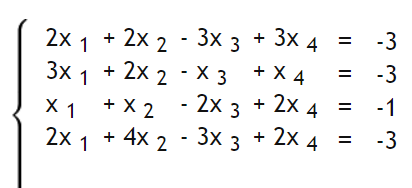 2x 1 + 2x 2 - 3x 3 + 3x 4 = -3
3x 1 + 2x 2 - x 3 + x 4 = -3
x 1 + x 2 - 2x 3 + 2x 4 = -1
2x 1 + 4x 2 - 3x 3 + 2x 4 = -3